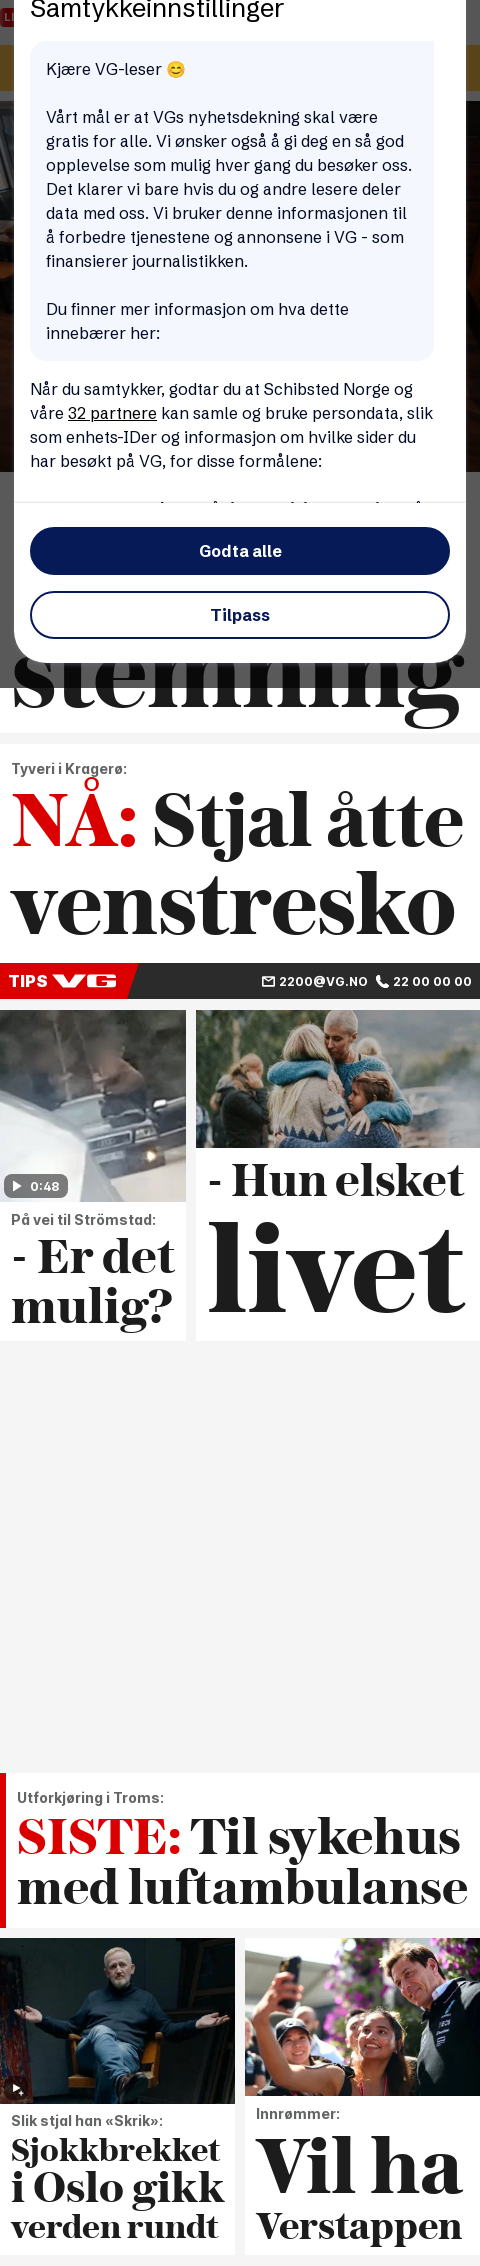 Samtykkeinnstillinger
Kjære VG-leser 😊
Vårt mål er at VGs nyhetsdekning skal være
gratis for alle. Vi ønsker også å gi deg en så god
opplevelse som mulig hver gang du besøker oss.
Det klarer vi bare hvis du og andre lesere deler
data med oss. Vi bruker denne informasjonen til
å forbedre tjenestene og annonsene i VG - som
finansierer journalistikken.
Du finner mer informasjon om hva dette
innebærer her:
Når du samtykker, godtar du at Schibsted Norge og
våre 32 partnere kan samle og bruke persondata, slik
som enhets-IDer og informasjon om hvilke sider du
har besøkt på VG, for disse formålene:
Godta alle
Tilpass
stemning
Tyveri i Kragerø:
NÅ: Stjal åtte
venstresko
TIPS VG
2200@VG.NO 22 00 00 00
0:48
På vei til Strömstad:
- Er det
mulig?
- Hun elsket
livet
Utforkjøring i Troms:
SISTE: Til sykehus
med luftambulanse
Slik stjal han «Skrik»:
Sjokkbrekket
i Oslo gikk
verden rundt
Innrømmer:
Vil ha
Verstappen